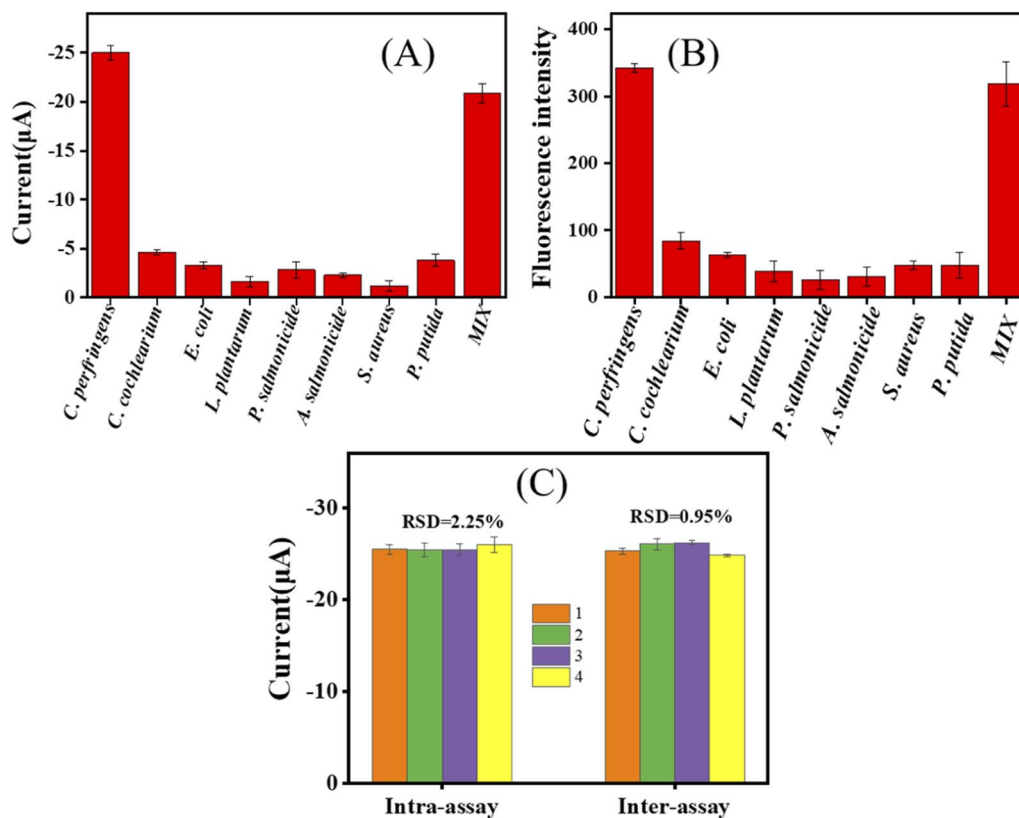 (A)
Current(µA)
-25
-20
-15
-10
-5
0
C. perfringens
C. cochlearium
E. coli
L. plantarum
P. salmonicide
A. salmonicide
S. aureus
P. putida
MIX
(B)
Fluorescence intensity
400
300
200
100
0
C. perfringens
C. cochlearium
E. coli
L. plantarum
P. salmonicide
A. salmonicide
S. aureus
P. putida
MIX
(C)
Current(µA)
-30
-20
-10
0
RSD=2.25%
RSD=0.95%
1
2
3
4
Intra-assay
Inter-assay